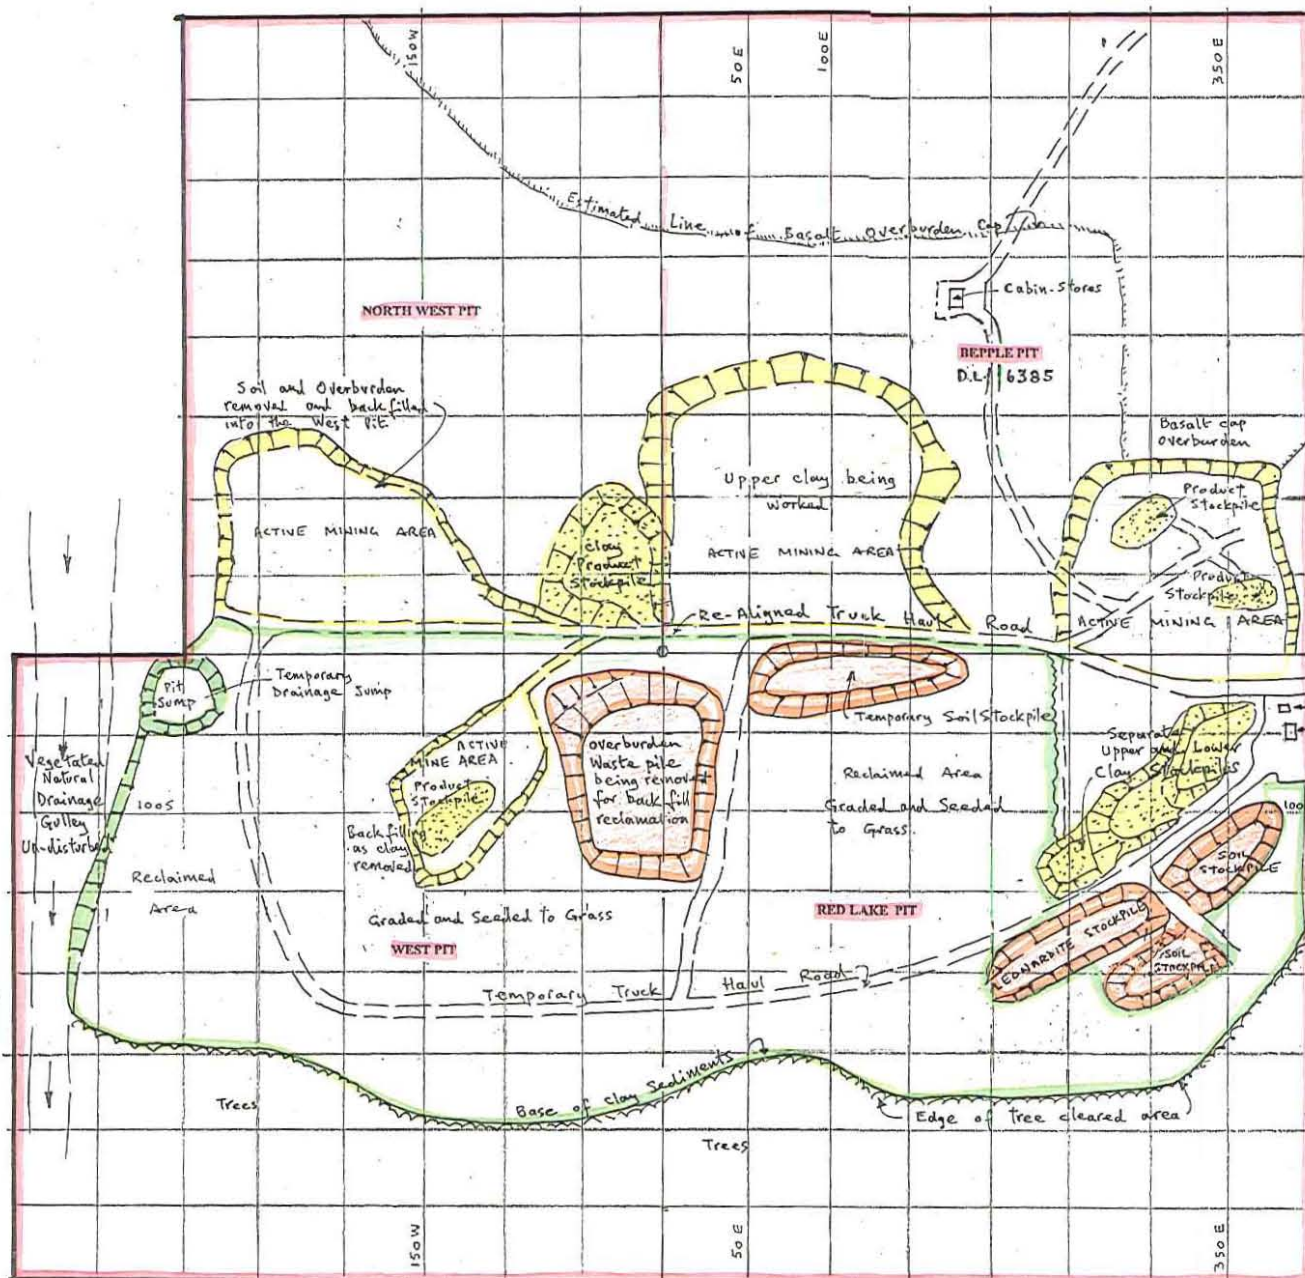 150W
50E
100E
350E
Estimated Line of Basalt Overburden Cap
Cabin-Stores
NORTH WEST PIT
BEPPLE PIT
D.L. 6385
Soil and Overburden
removed and backfilled
into the West Pit
Basalt cap
overburden
Upper clay being
worked
Product
Stockpile
ACTIVE MINING AREA
Clay
Product
Stockpile
ACTIVE MINING AREA
Product
Stockpile
ACTIVE MINING AREA
Re-Aligned Truck Haul Road
Pit
Sump
Temporary
Drainage Sump
Temporary Soil Stockpile
ACTIVE
MINE AREA
Overburden
Waste pile
being removed
for back fill
reclamation
Separate
Upper and Lower
Clay Stockpiles
Vegetated
Natural
Drainage
Gulley
Un-disturbed
100S
Product
Stockpile
Reclaimed Area
Graded and Seeded
to Grass.
100
Backfilling
as clay
removed
SOIL
STOCKPILE
Reclaimed
Area
Graded and Seeded to Grass
WEST PIT
RED LAKE PIT
LEONARDITE STOCKPILE
SOIL
STOCKPILE
Temporary Truck Haul Road
Base of clay Sediments
Trees
Edge of tree cleared area
Trees
150W
50E
350E